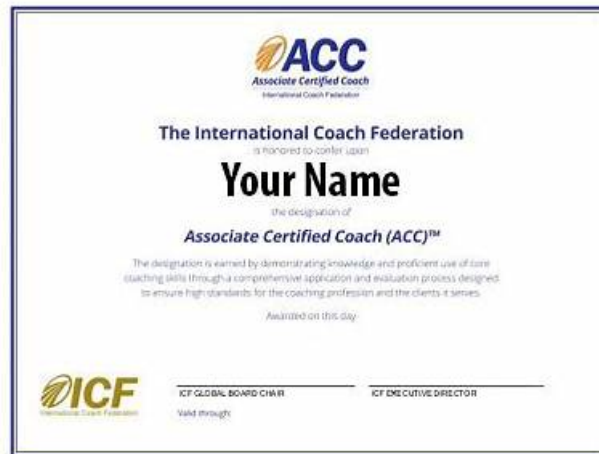 ACC
Associate Certified Coach
International Coach Federation
The International Coach Federation
is honored to confer upon
Your Name
the designation of
Associate Certified Coach (ACC)™
The designation is earned by demonstrating knowledge and proficient use of core
coaching skills through a comprehensive application and evaluation process designed
to ensure high standards for the coaching profession and the clients it serves.
Awarded on this day
ICF
International Coach Federation
ICF GLOBAL BOARD CHAIR
ICF EXECUTIVE DIRECTOR
Valid through: